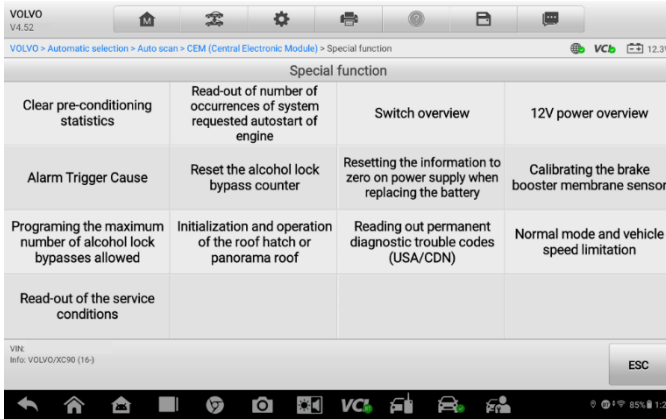 VOLVO
V4.52
VOLVO > Automatic selection > Auto scan > CEM (Central Electronic Module) > Special function
VCI 12.3V
Special function
Clear pre-conditioning
statistics
Read-out of number of
occurrences of system
requested autostart of
engine
Switch overview
12V power overview
Alarm Trigger Cause
Reset the alcohol lock
bypass counter
Resetting the information to
zero on power supply when
replacing the battery
Calibrating the brake
booster membrane sensor
Programing the maximum
number of alcohol lock
bypasses allowed
Initialization and operation
of the roof hatch or
panorama roof
Reading out permanent
diagnostic trouble codes
(USA/CDN)
Normal mode and vehicle
speed limitation
Read-out of the service
conditions
VIN:
Info: VOLVO/XC90 (16-)
ESC
VCI
85%